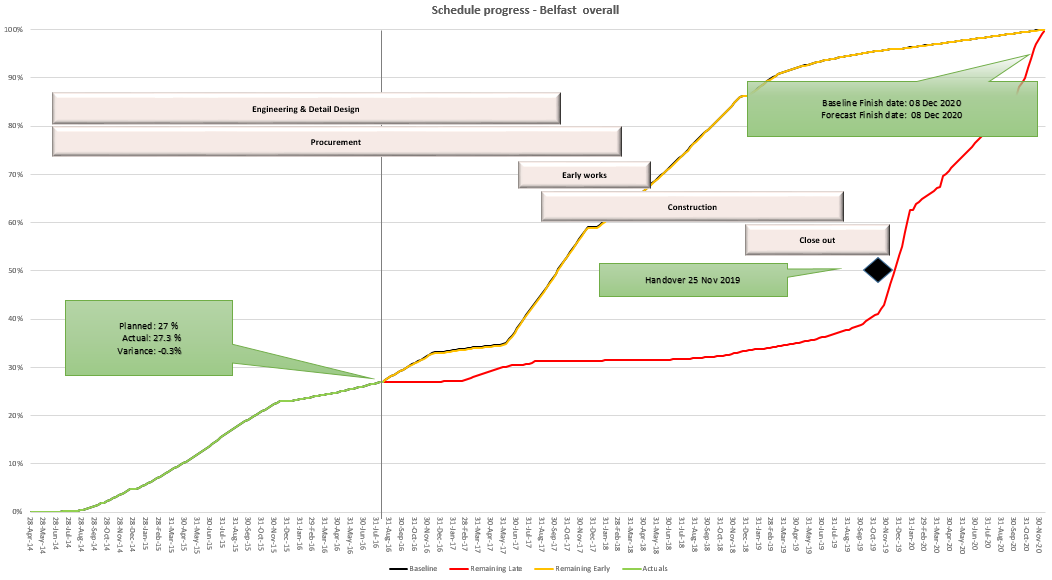 Schedule progress - Belfast overall
100%
90%
80%
70%
60%
50%
40%
30%
20%
10%
0%
Engineering & Detail Design
Procurement
Early works
Construction
Close out
Baseline Finish date: 08 Dec 2020
Forecast Finish date: 08 Dec 2020
Handover 25 Nov 2019
Planned: 27 %
Actual: 27.3 %
Variance: -0.3%
28-Apr-14
28-May-14
28-Jun-14
28-Jul-14
28-Aug-14
28-Sep-14
28-Oct-14
28-Nov-14
28-Dec-14
31-Jan-15
28-Feb-15
31-Mar-15
30-Apr-15
31-May-15
30-Jun-15
31-Jul-15
31-Aug-15
30-Sep-15
31-Oct-15
30-Nov-15
31-Dec-15
31-Jan-16
29-Feb-16
31-Mar-16
30-Apr-16
31-May-16
30-Jun-16
31-Jul-16
31-Aug-16
30-Sep-16
31-Oct-16
30-Nov-16
31-Dec-16
31-Jan-17
28-Feb-17
31-Mar-17
30-Apr-17
31-May-17
30-Jun-17
31-Jul-17
31-Aug-17
30-Sep-17
31-Oct-17
30-Nov-17
31-Dec-17
31-Jan-18
28-Feb-18
31-Mar-18
30-Apr-18
31-May-18
30-Jun-18
31-Jul-18
31-Aug-18
30-Sep-18
31-Oct-18
30-Nov-18
31-Dec-18
31-Jan-19
28-Feb-19
31-Mar-19
30-Apr-19
31-May-19
30-Jun-19
31-Jul-19
31-Aug-19
30-Sep-19
31-Oct-19
30-Nov-19
31-Dec-19
31-Jan-20
29-Feb-20
31-Mar-20
30-Apr-20
31-May-20
30-Jun-20
31-Jul-20
31-Aug-20
30-Sep-20
31-Oct-20
30-Nov-20
Baseline
Remaining Late
Remaining Early
Actuals